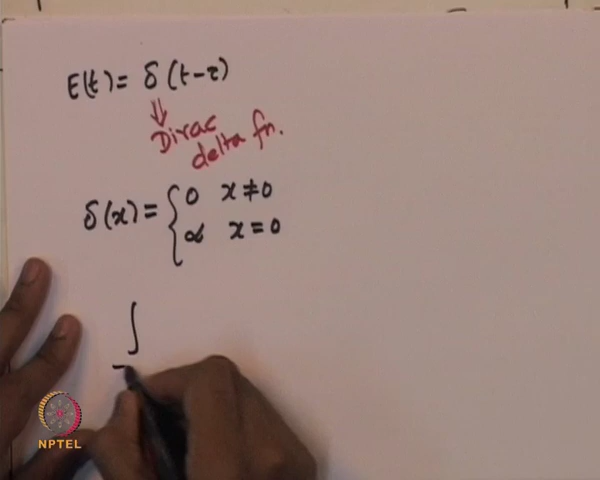 E(t) = δ(t-τ)
⇓
Dirac
delta fn.
δ(x) = { 0 x≠0
∝ x=0
∫
-
NPTEL